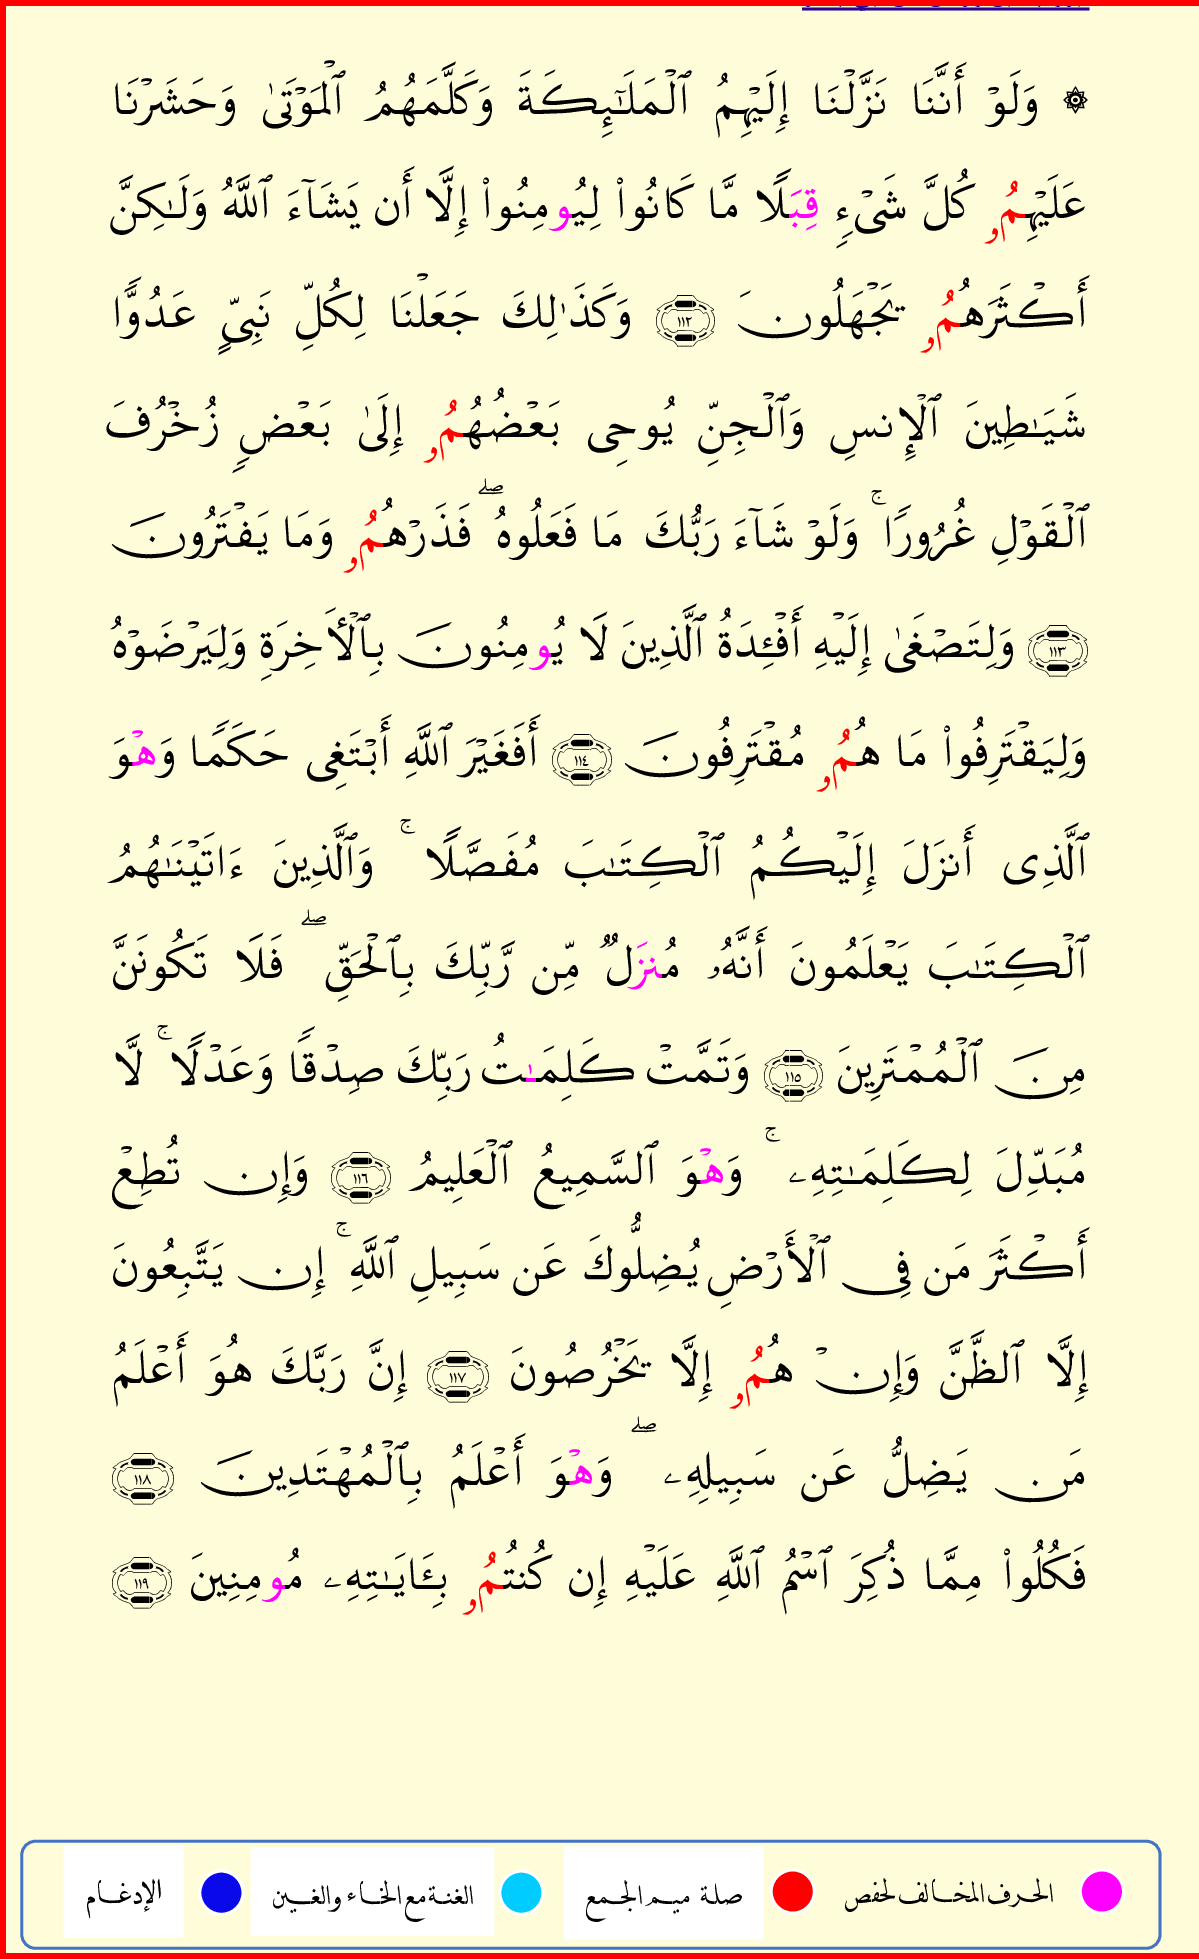 ۞ وَلَوۡ أَنَّنَا نَزَّلۡنَا إِلَيۡهِمُ ٱلۡمَلَٰٓئِكَةَ وَكَلَّمَهُمُ ٱلۡمَوۡتَىٰ وَحَشَرۡنَا
عَلَيۡهِمُۥ كُلَّ شَيۡءٖ قِبَلٗا مَّا كَانُواْ لِيُومِنُواْ إِلَّا أَن يَشَآءَ ٱللَّهُ وَلَٰكِنَّ
أَكۡثَرَهُمُۥ يَجۡهَلُونَ ١١٢ وَكَذَٰلِكَ جَعَلۡنَا لِكُلِّ نَبِيٍّ عَدُوّٗا
شَيَٰطِينَ ٱلۡإِنسِ وَٱلۡجِنِّ يُوحِى بَعۡضُهُمُۥ إِلَىٰ بَعۡضٖ زُخۡرُفَ
ٱلۡقَوۡلِ غُرُورٗاۚ وَلَوۡ شَآءَ رَبُّكَ مَا فَعَلُوهُۖ فَذَرۡهُمُۥ وَمَا يَفۡتَرُونَ
١١٣ وَلِتَصۡغَىٰ إِلَيۡهِ أَفۡـِٔدَةُ ٱلَّذِينَ لَا يُومِنُونَ بِٱلۡأٓخِرَةِ وَلِيَرۡضَوۡهُ
وَلِيَقۡتَرِفُواْ مَا هُمُۥ مُقۡتَرِفُونَ ١١٤ أَفَغَيۡرَ ٱللَّهِ أَبۡتَغِى حَكَمٗا وَهۡوَ
ٱلَّذِى أَنزَلَ إِلَيۡكُمُ ٱلۡكِتَٰبَ مُفَصَّلٗاۚ وَٱلَّذِينَ ءَاتَيۡنَٰهُمُ
ٱلۡكِتَٰبَ يَعۡلَمُونَ أَنَّهُۥ مُنزَلٞ مِّن رَّبِّكَ بِٱلۡحَقِّۖ فَلَا تَكُونَنَّ
مِنَ ٱلۡمُمۡتَرِينَ ١١٥ وَتَمَّتۡ كَلِمَٰتُ رَبِّكَ صِدۡقٗا وَعَدۡلٗاۚ لَّا
مُبَدِّلَ لِكَلِمَٰتِهِۦۚ وَهۡوَ ٱلسَّمِيعُ ٱلۡعَلِيمُ ١١٦ وَإِن تُطِعۡ
أَكۡثَرَ مَن فِى ٱلۡأَرۡضِ يُضِلُّوكَ عَن سَبِيلِ ٱللَّهِۚ إِن يَتَّبِعُونَ
إِلَّا ٱلظَّنَّ وَإِنۡ هُمُۥ إِلَّا يَخۡرُصُونَ ١١٧ إِنَّ رَبَّكَ هُوَ أَعۡلَمُ
مَن يَضِلُّ عَن سَبِيلِهِۦۖ وَهۡوَ أَعۡلَمُ بِٱلۡمُهۡتَدِينَ ١١٨
فَكُلُواْ مِمَّا ذُكِرَ ٱسۡمُ ٱللَّهِ عَلَيۡهِ إِن كُنتُمُۥ بِـَٔايَٰتِهِۦ مُومِنِينَ ١١٩
الحرف المخالف لحفص صلة ميم الجمع الغنة مع الخاء والغين الإدغام